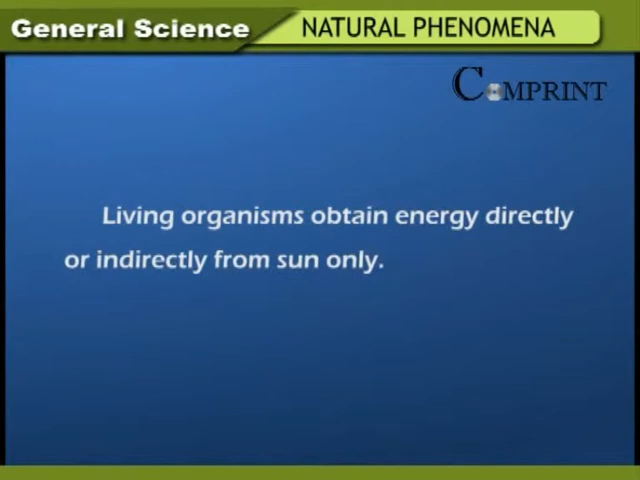 General Science
NATURAL PHENOMENA
COMPRINT
Living organisms obtain energy directly
or indirectly from sun only.